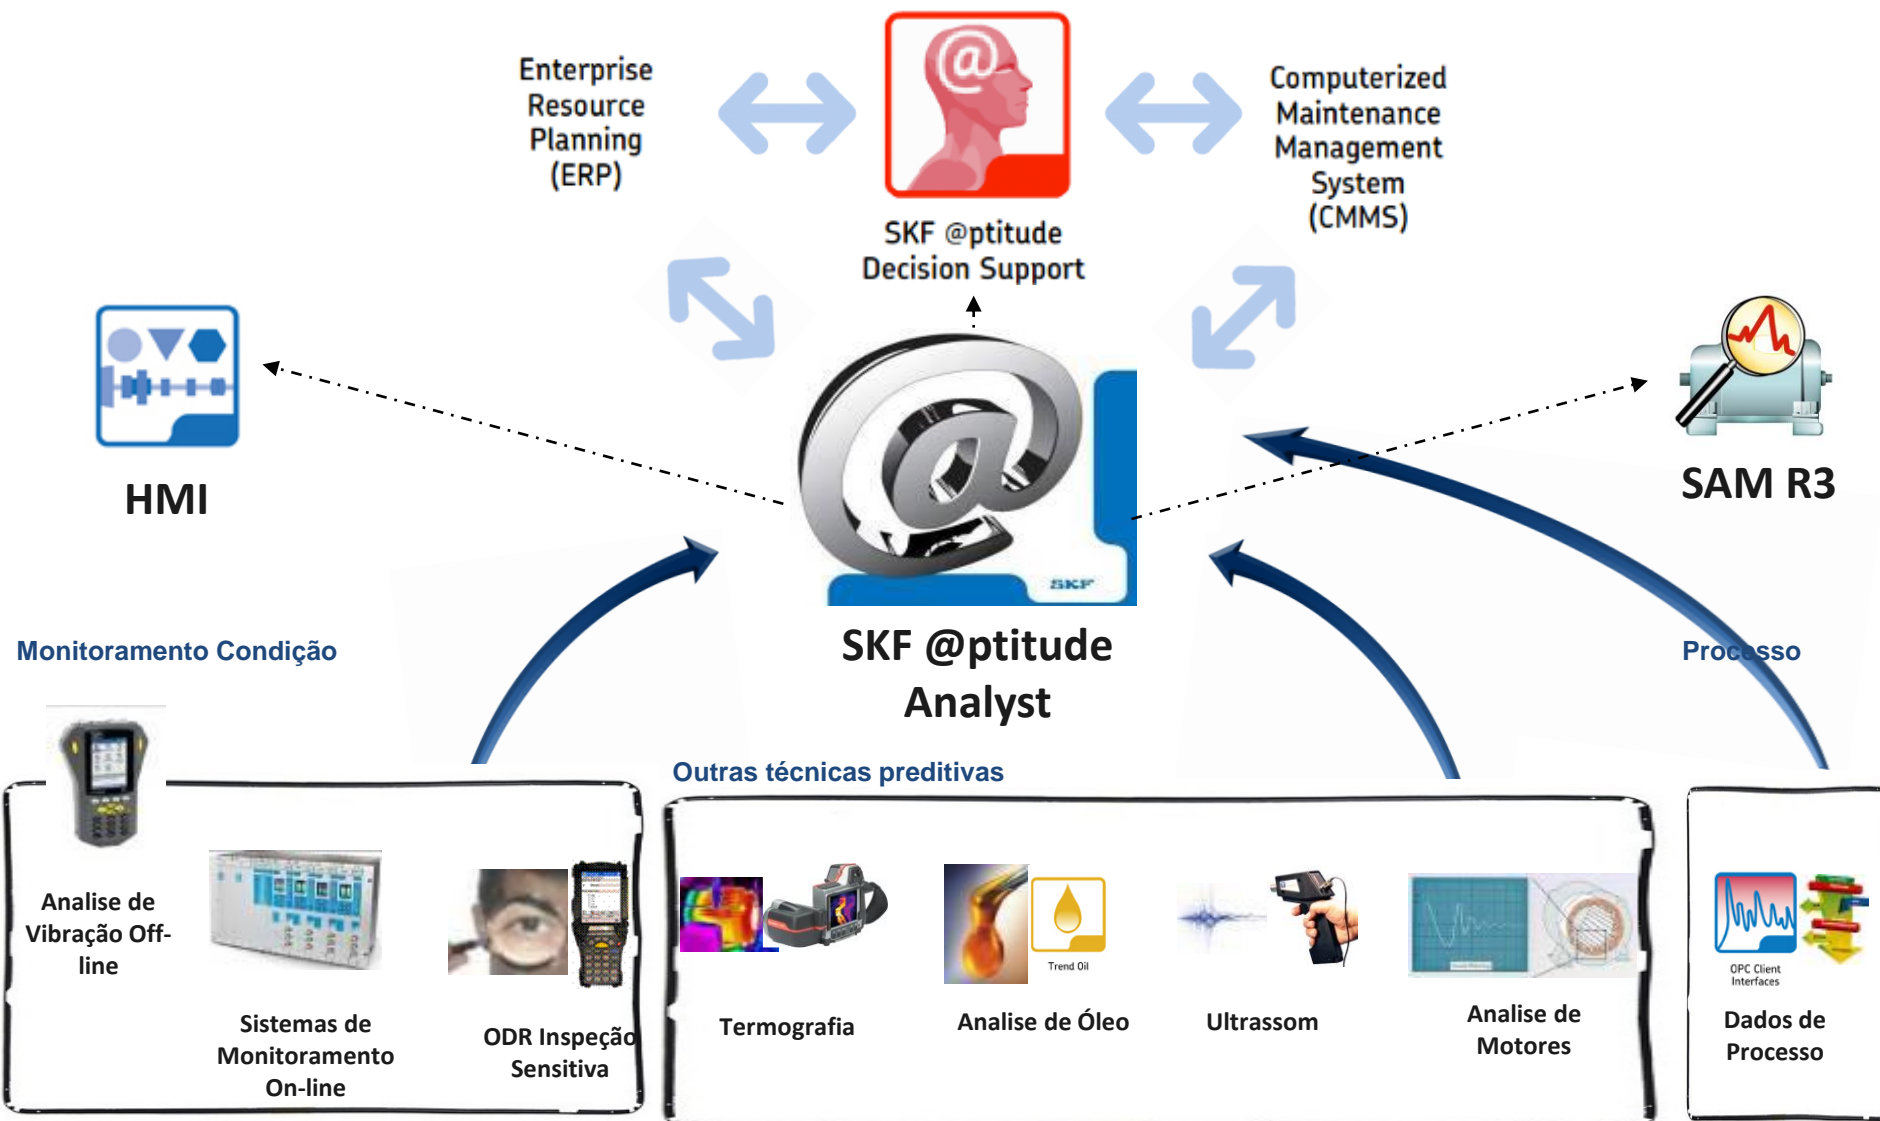 Enterprise
Resource
Planning
(ERP)
@
Computerized
Maintenance
Management
System
(CMMS)
SKF @ptitude
Decision Support
HMI
SAM R3
SKF
SKF @ptitude
Analyst
Monitoramento Condição
Processo
Outras técnicas preditivas
Analise de
Vibração Off-
line
Sistemas de
Monitoramento
On-line
ODR Inspeção
Sensitiva
Termografia
Trend Oil
Analise de Óleo
Ultrassom
Analise de
Motores
OPC Client
Interfaces
Dados de
Processo